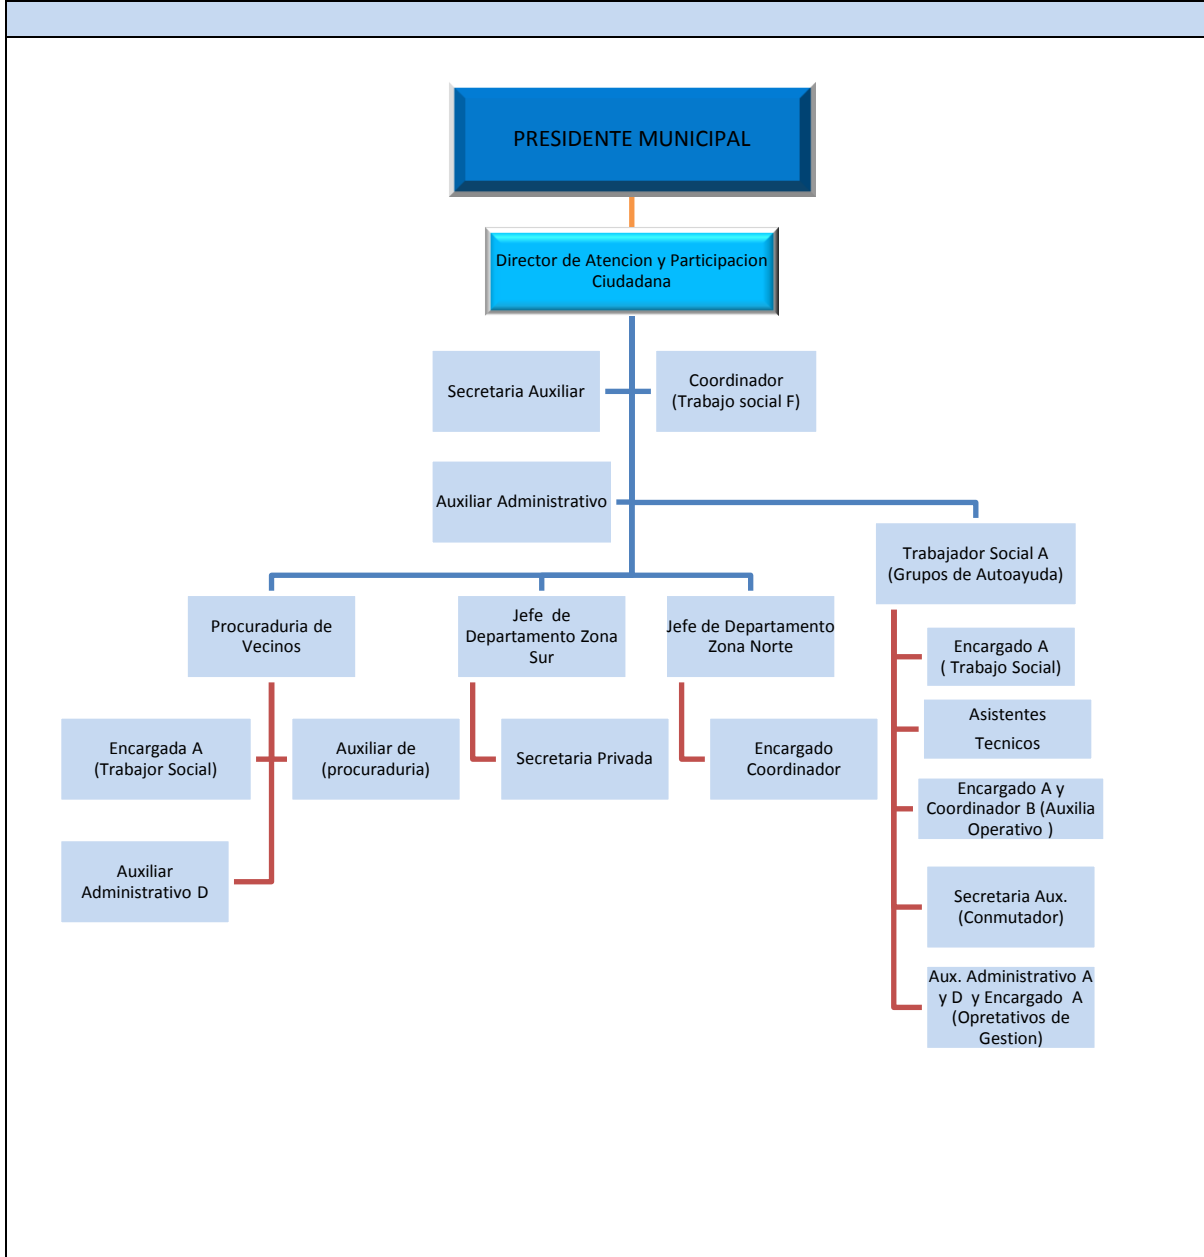 PRESIDENTE MUNICIPAL
Director de Atencion y Participacion
Ciudadana
Secretaria Auxiliar
Coordinador
(Trabajo social F)
Auxiliar Administrativo
Trabajador Social A
(Grupos de Autoayuda)
Procuraduria de
Vecinos
Jefe de
Departamento Zona
Sur
Jefe de Departamento
Zona Norte
Encargado A
( Trabajo Social)
Asistentes
Tecnicos
Encargada A
(Trabajor Social)
Auxiliar de
(procuraduria)
Secretaria Privada
Encargado
Coordinador
Encargado A y
Coordinador B (Auxilia
Operativo )
Auxiliar
Administrativo D
Secretaria Aux.
(Conmutador)
Aux. Administrativo A
y D y Encargado A
(Opretativos de
Gestion)